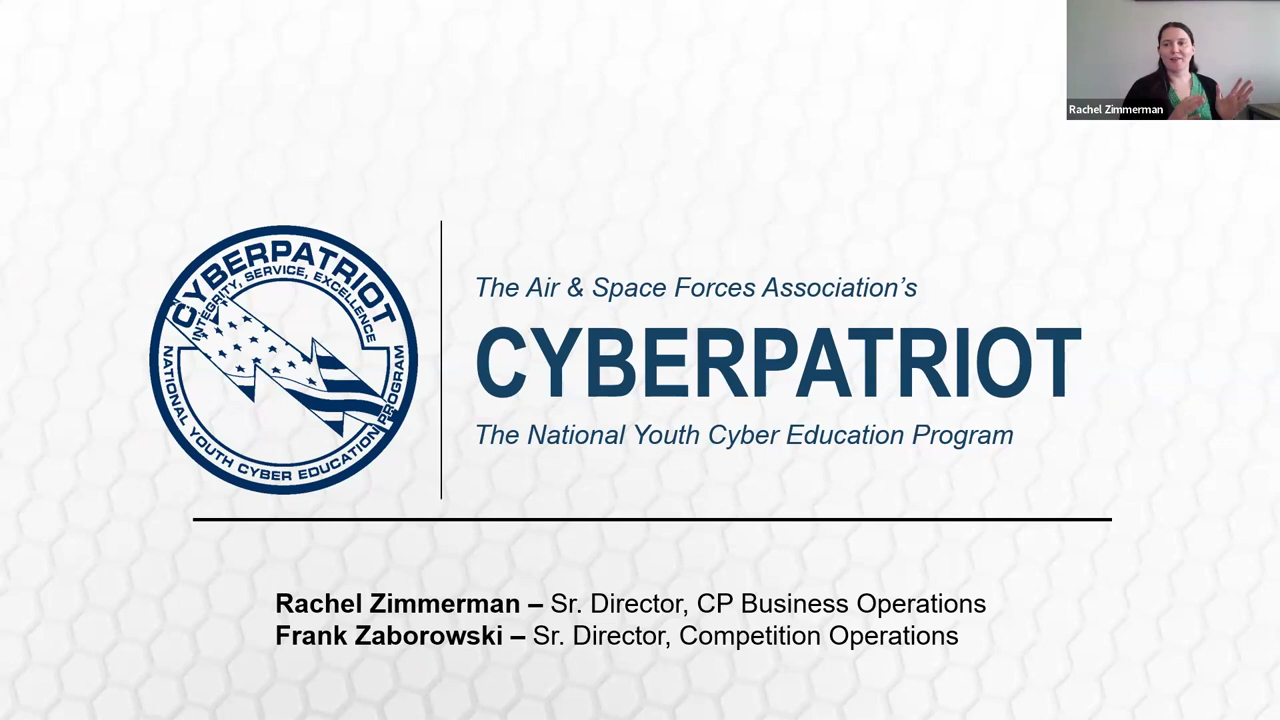 Rachel Zimmerman
CYBERPATRIOT
INTEGRITY, SERVICE, EXCELLENCE
NATIONAL YOUTH CYBER EDUCATION PROGRAM
The Air & Space Forces Association’s
CYBERPATRIOT
The National Youth Cyber Education Program
Rachel Zimmerman – Sr. Director, CP Business Operations
Frank Zaborowski – Sr. Director, Competition Operations